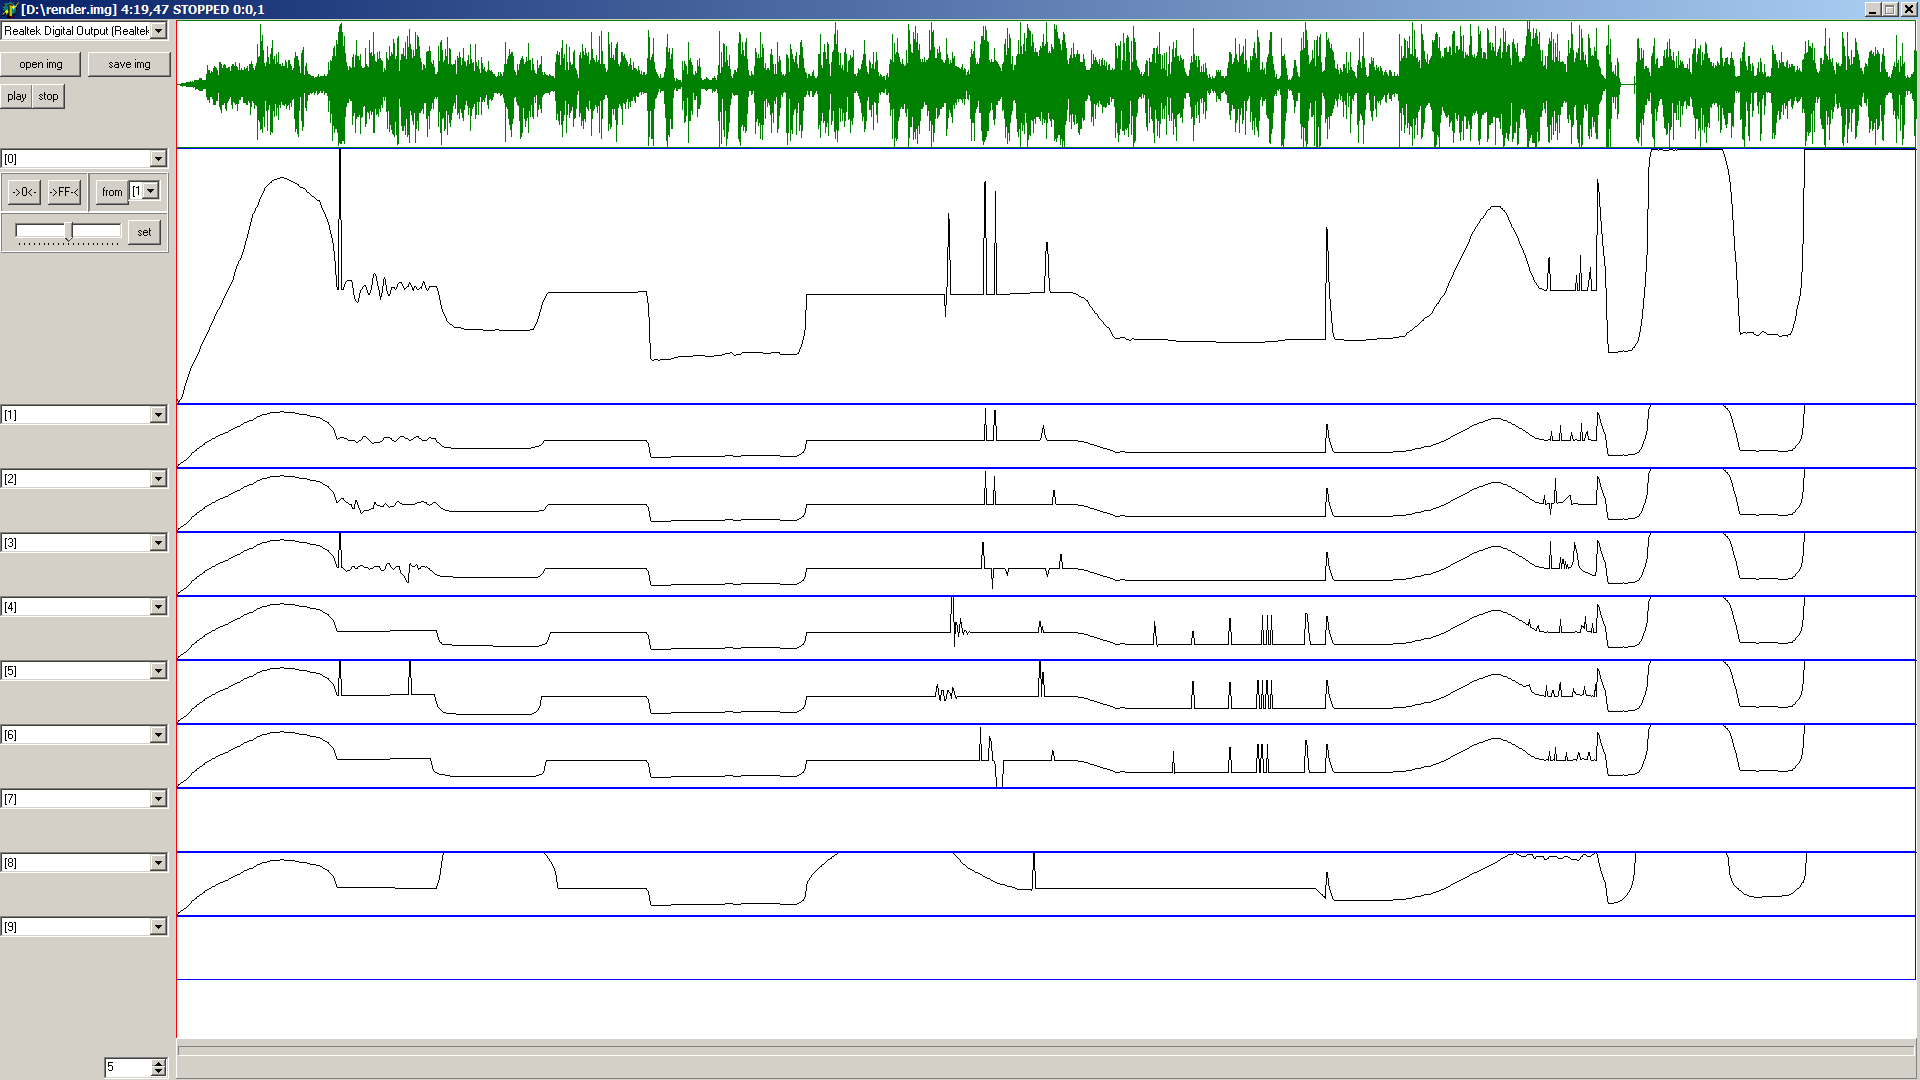 [D:\render.img] 4:19,47 STOPPED 0:0,1
Realtek Digital Output (Realtek
open img save img
play stop
[0]
->0<- ->FF-< from [1
set
[1]
[2]
[3]
[4]
[5]
[6]
[7]
[8]
[9]
5